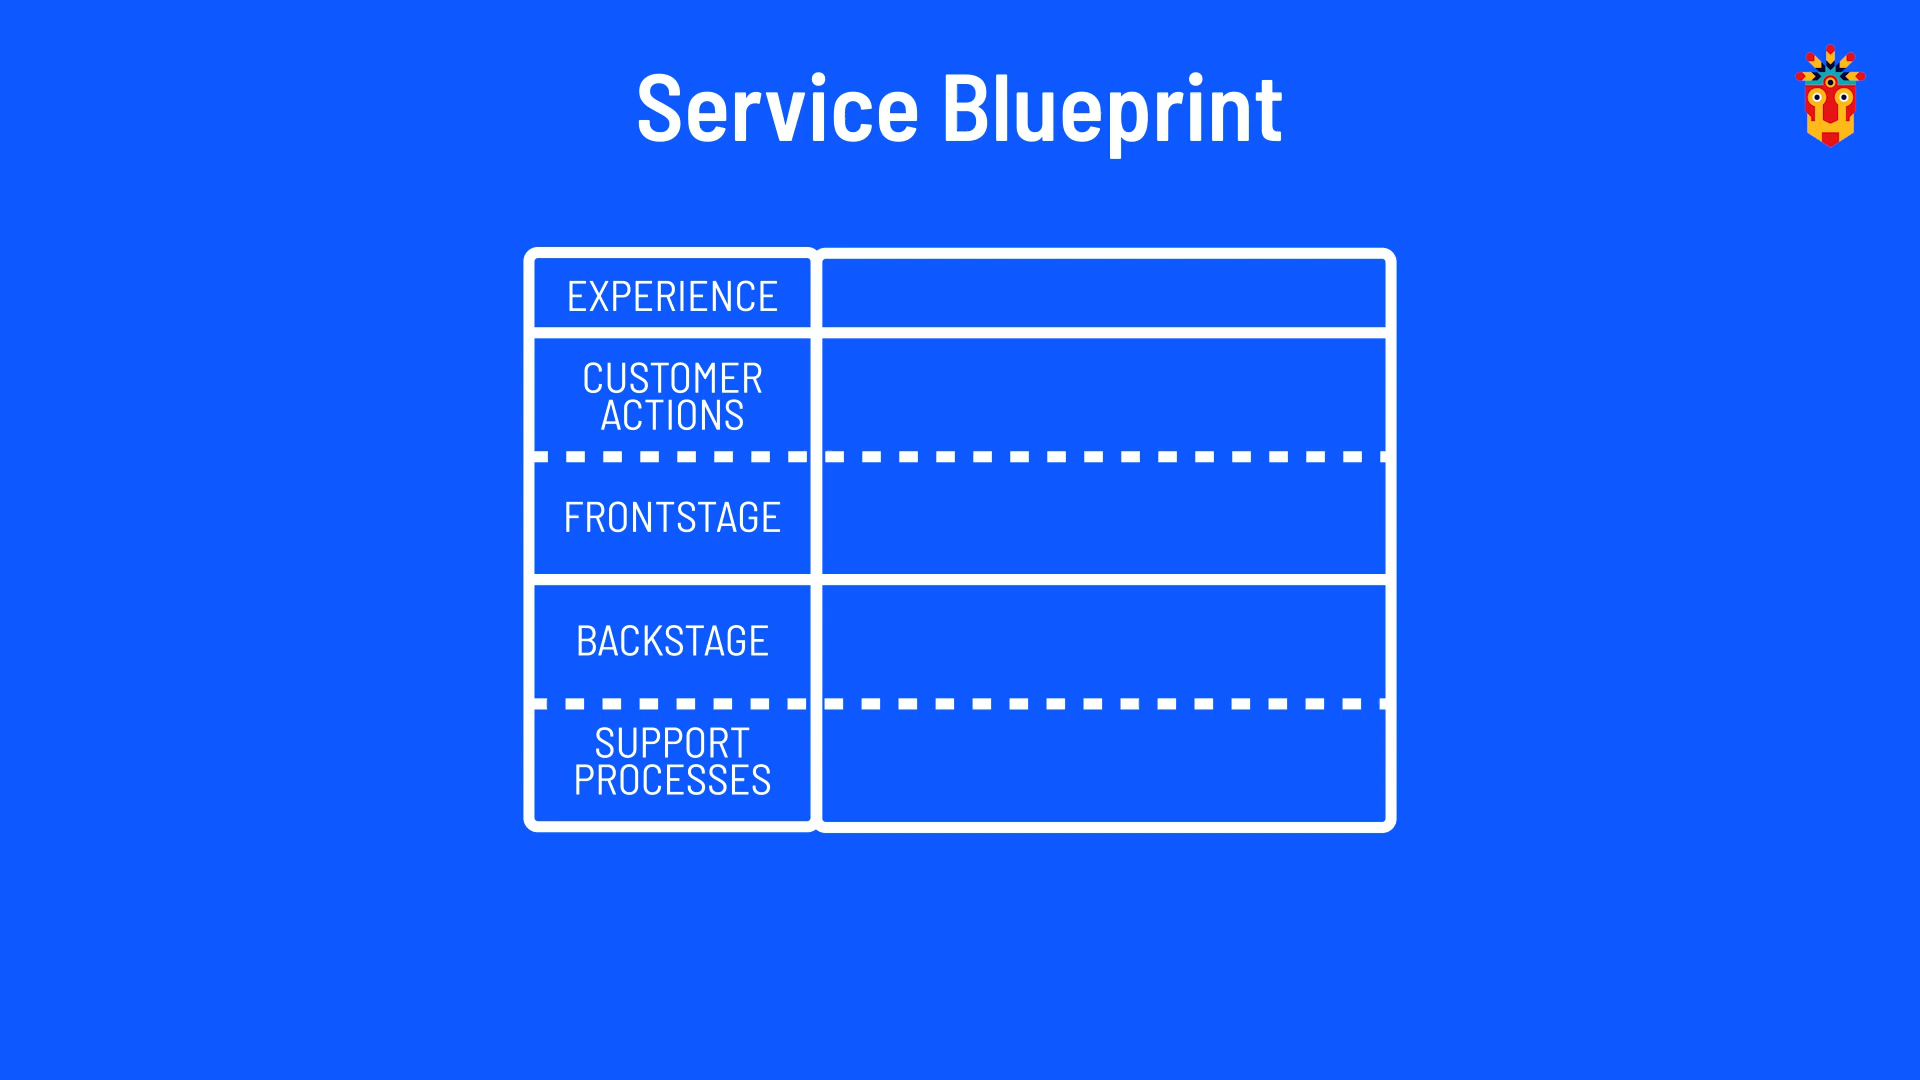 Service Blueprint
EXPERIENCE
CUSTOMER
ACTIONS
FRONTSTAGE
BACKSTAGE
SUPPORT
PROCESSES